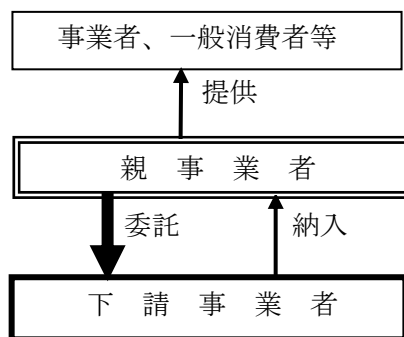 事業者、一般消費者等
提供
親 事 業 者
委託 納入
下 請 事 業 者